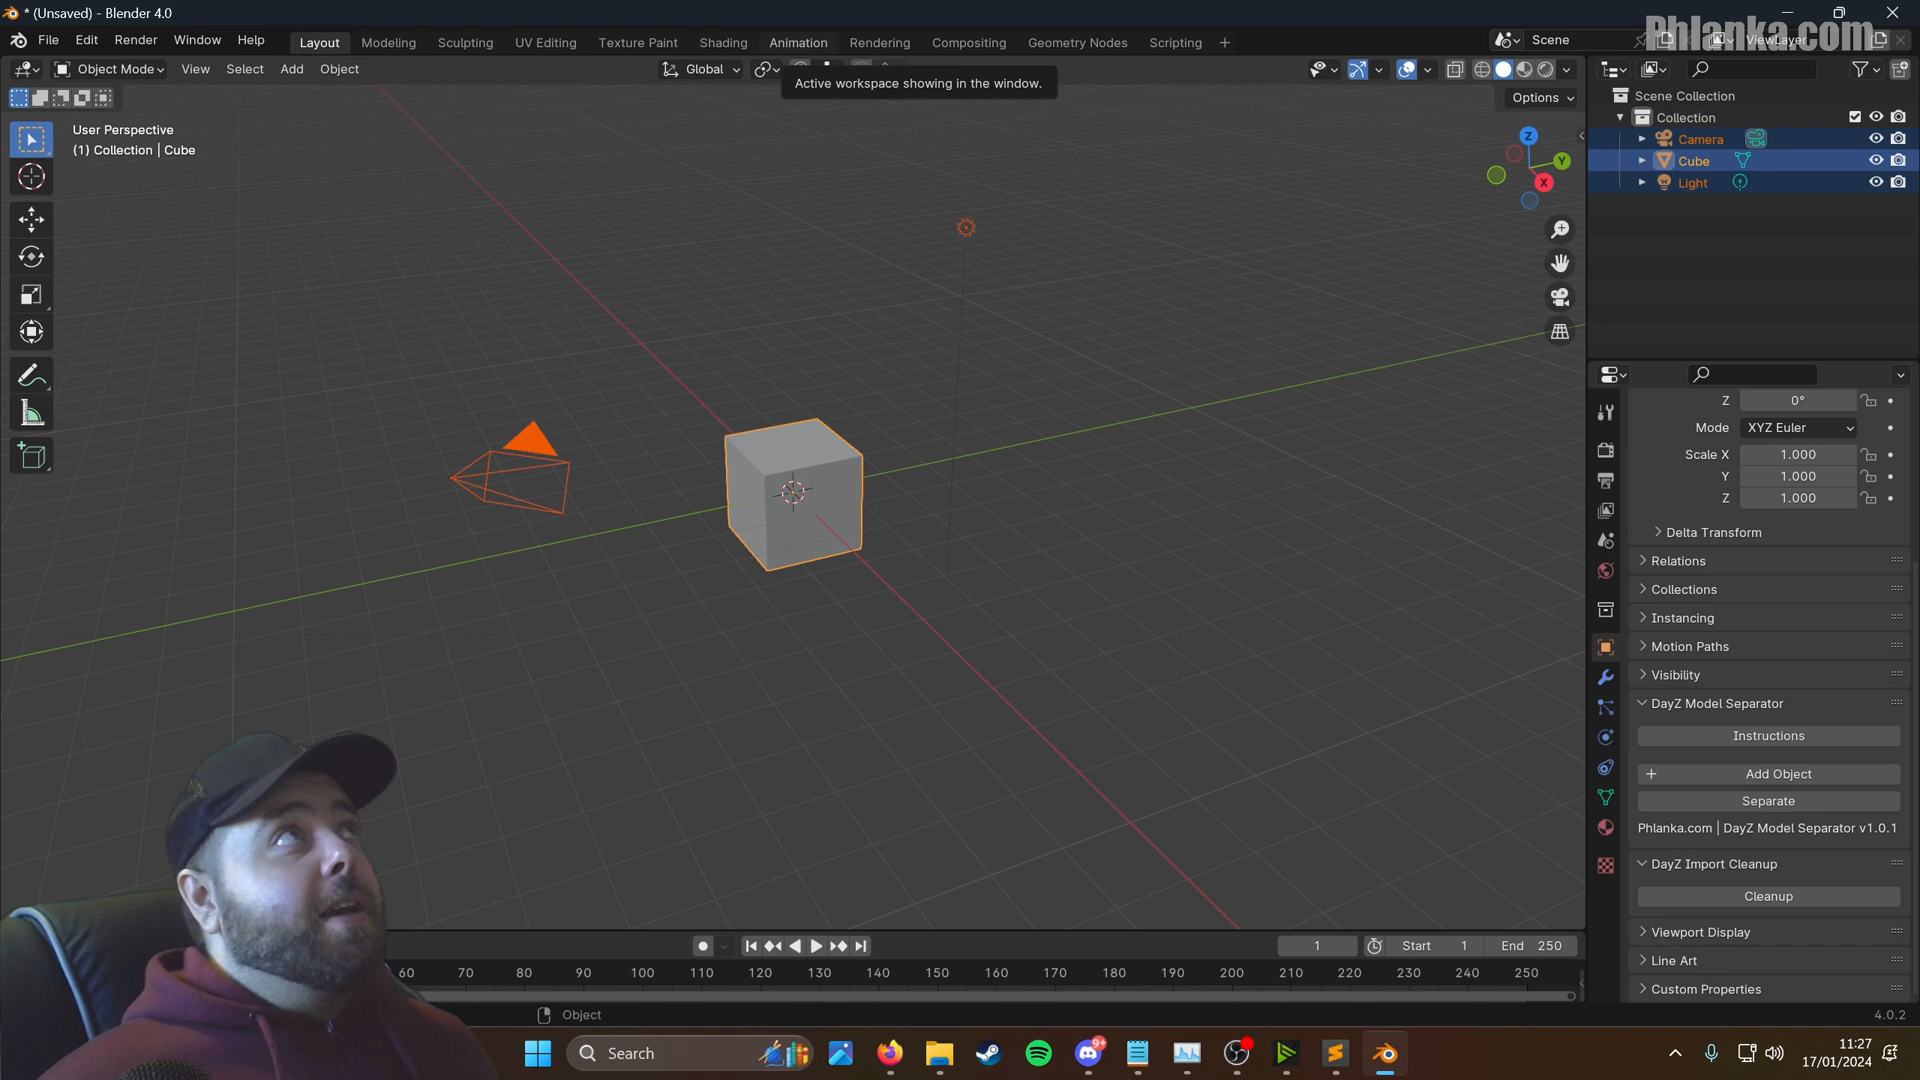 * (Unsaved) - Blender 4.0
Phlanka.com
File Edit Render Window Help
Layout Modeling Sculpting UV Editing Texture Paint Shading Animation Rendering Compositing Geometry Nodes Scripting +
Scene ViewLayer
Object Mode View Select Add Object
Global
Active workspace showing in the window.
Options
User Perspective
(1) Collection | Cube
Z
Y
X
Scene Collection
Collection
Camera
Cube
Light
Z 0°
Mode XYZ Euler
Scale X 1.000
Y 1.000
Z 1.000
Delta Transform
Relations
Collections
Instancing
Motion Paths
Visibility
DayZ Model Separator
Instructions
+ Add Object
Separate
Phlanka.com | DayZ Model Separator v1.0.1
DayZ Import Cleanup
Cleanup
Viewport Display
Line Art
Custom Properties
1 Start 1 End 250
60 70 80 90 100 110 120 130 140 150 160 170 180 190 200 210 220 230 240 250
Object
4.0.2
Search
9+
11:27
17/01/2024